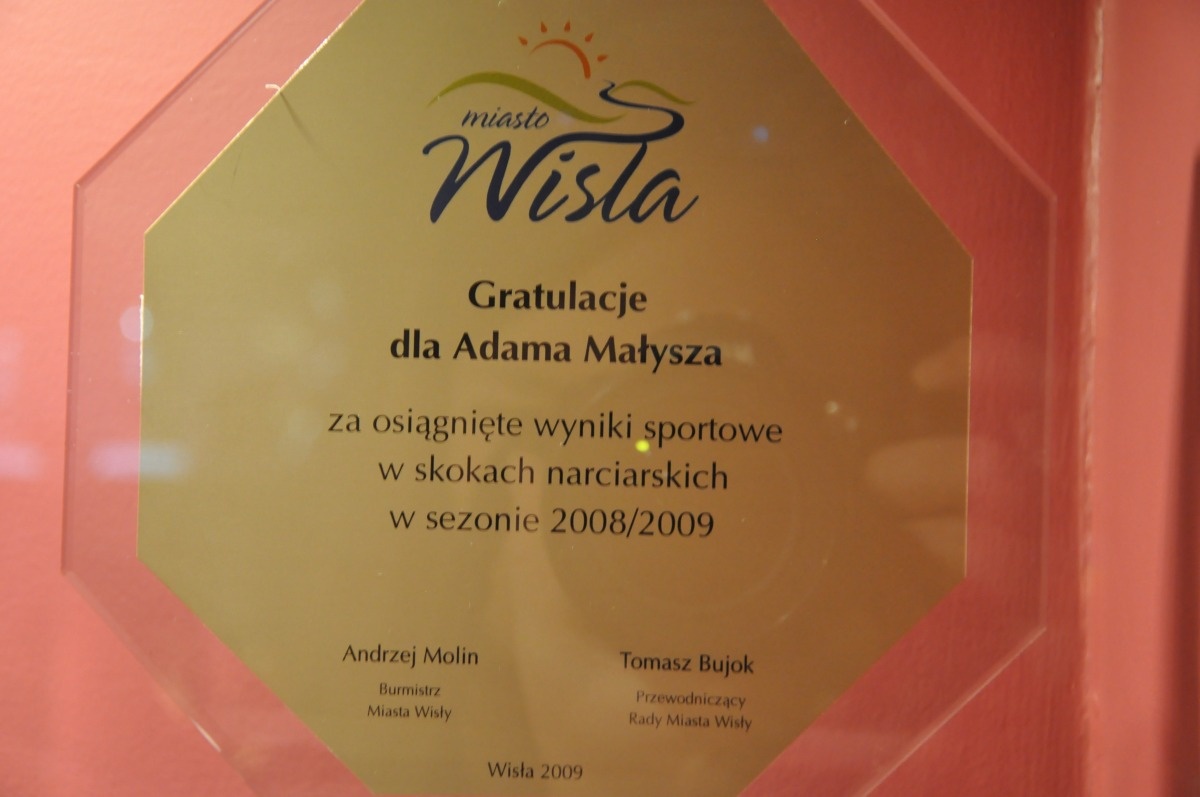 miasto
Wisła
Gratulacje
dla Adama Małysza
za osiągnięte wyniki sportowe
w skokach narciarskich
w sezonie 2008/2009
Andrzej Molin
Burmistrz
Miasta Wisły
Tomasz Bujok
Przewodniczący
Rady Miasta Wisły
Wisła 2009